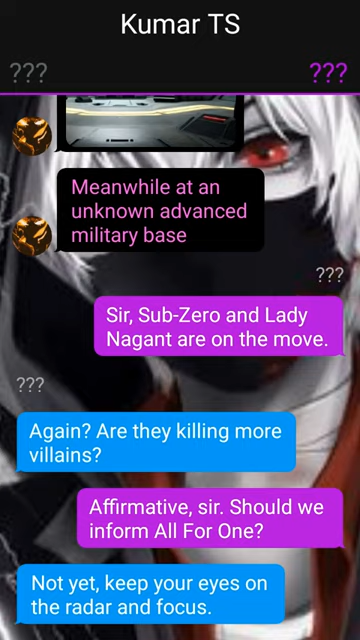 Kumar TS
???
???
Meanwhile at an
unknown advanced
military base
???
Sir, Sub-Zero and Lady
Nagant are on the move.
???
Again? Are they killing more
villains?
Affirmative, sir. Should we
inform All For One?
Not yet, keep your eyes on
the radar and focus.